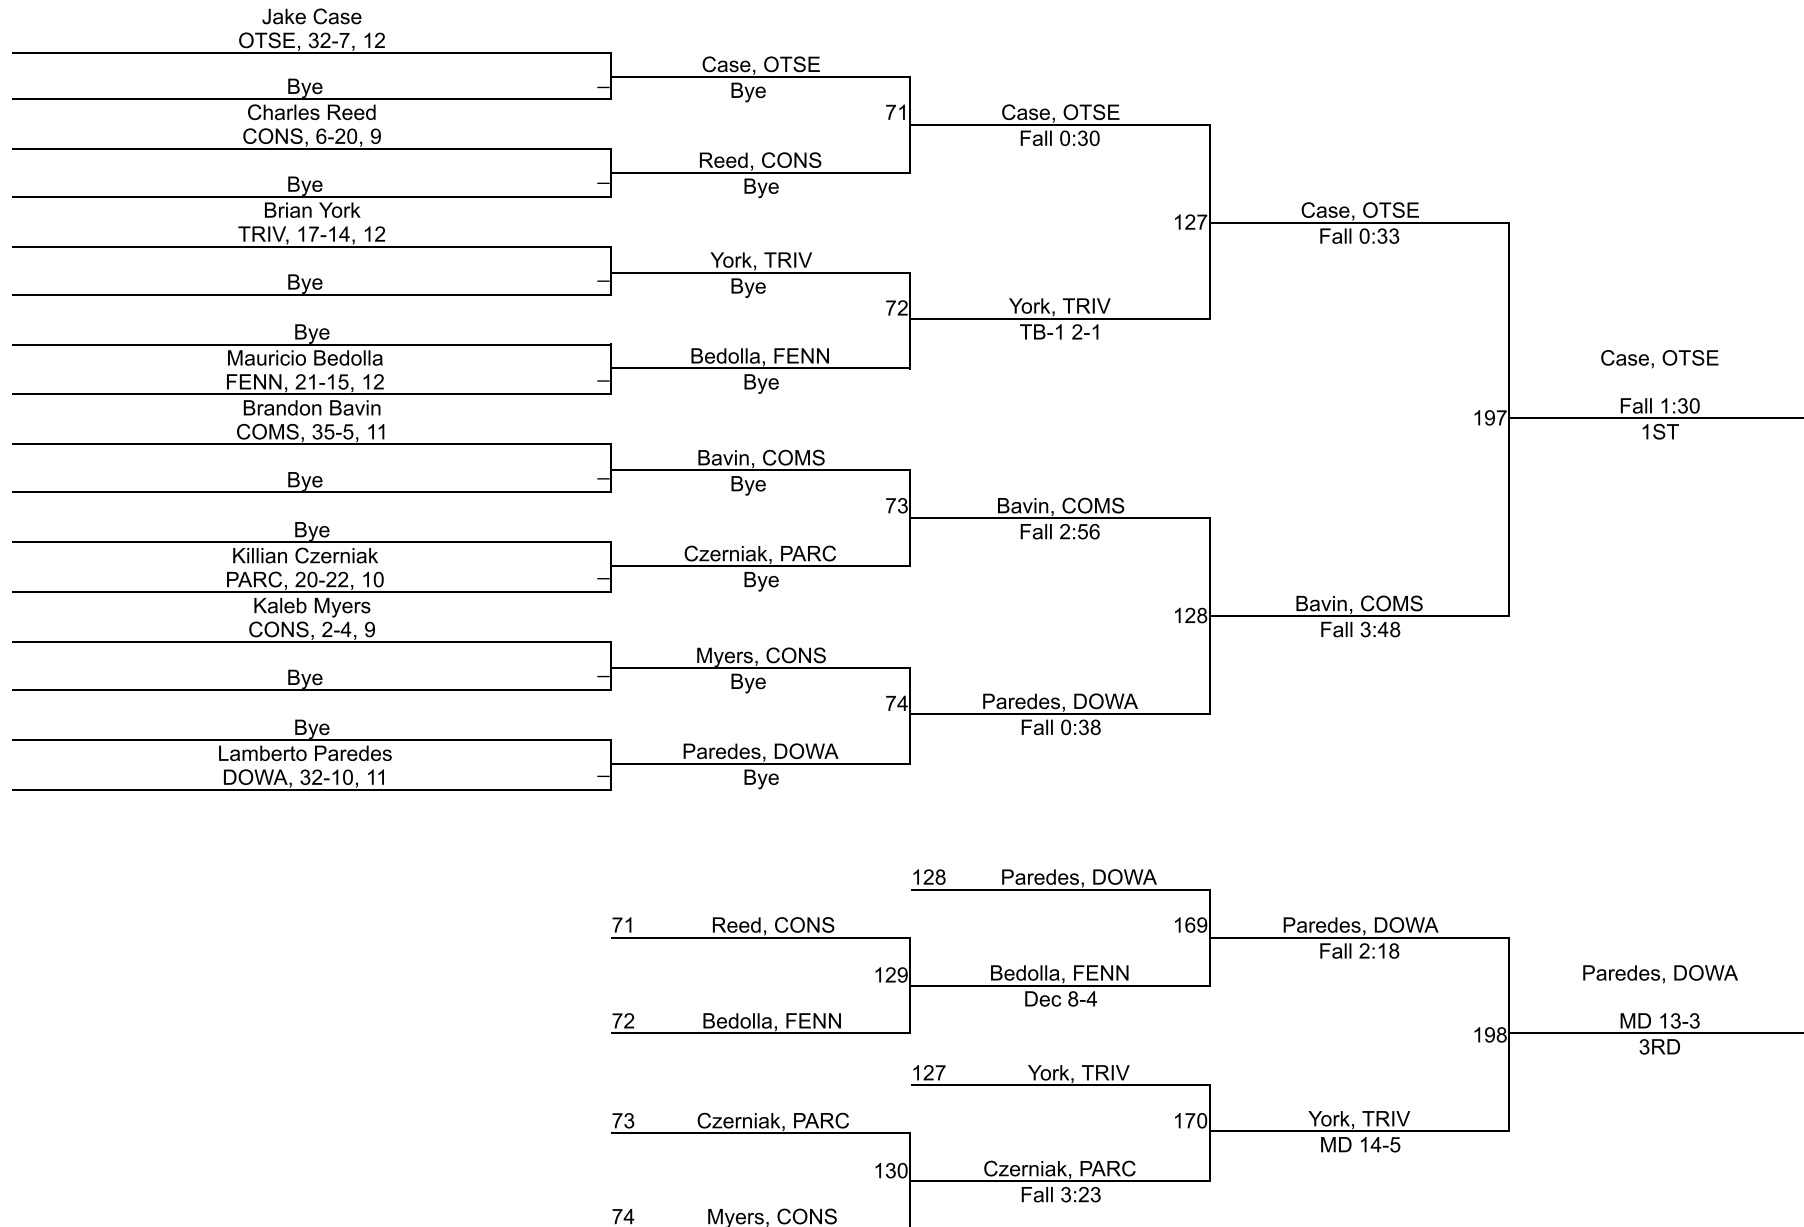 Jake Case
OTSE, 32-7, 12
Bye
Charles Reed
CONS, 6-20, 9
Bye
Brian York
TRIV, 17-14, 12
Bye
Bye
Mauricio Bedolla
FENN, 21-15, 12
Brandon Bavin
COMS, 35-5, 11
Bye
Bye
Killian Czerniak
PARC, 20-22, 10
Kaleb Myers
CONS, 2-4, 9
Bye
Bye
Lamberto Paredes
DOWA, 32-10, 11
Case, OTSE
Bye
Reed, CONS
Bye
York, TRIV
Bye
Bedolla, FENN
Bye
Bavin, COMS
Bye
Czerniak, PARC
Bye
Myers, CONS
Bye
Paredes, DOWA
Bye
71
Case, OTSE
Fall 0:30
72
York, TRIV
TB-1 2-1
73
Bavin, COMS
Fall 2:56
74
Paredes, DOWA
Fall 0:38
127
Case, OTSE
Fall 0:33
128
Bavin, COMS
Fall 3:48
197
Case, OTSE
Fall 1:30
1ST
128 Paredes, DOWA
71 Reed, CONS
129
Bedolla, FENN
Dec 8-4
72 Bedolla, FENN
169
Paredes, DOWA
Fall 2:18
127 York, TRIV
73 Czerniak, PARC
130
Czerniak, PARC
Fall 3:23
74 Myers, CONS
170
York, TRIV
MD 14-5
198
Paredes, DOWA
MD 13-3
3RD